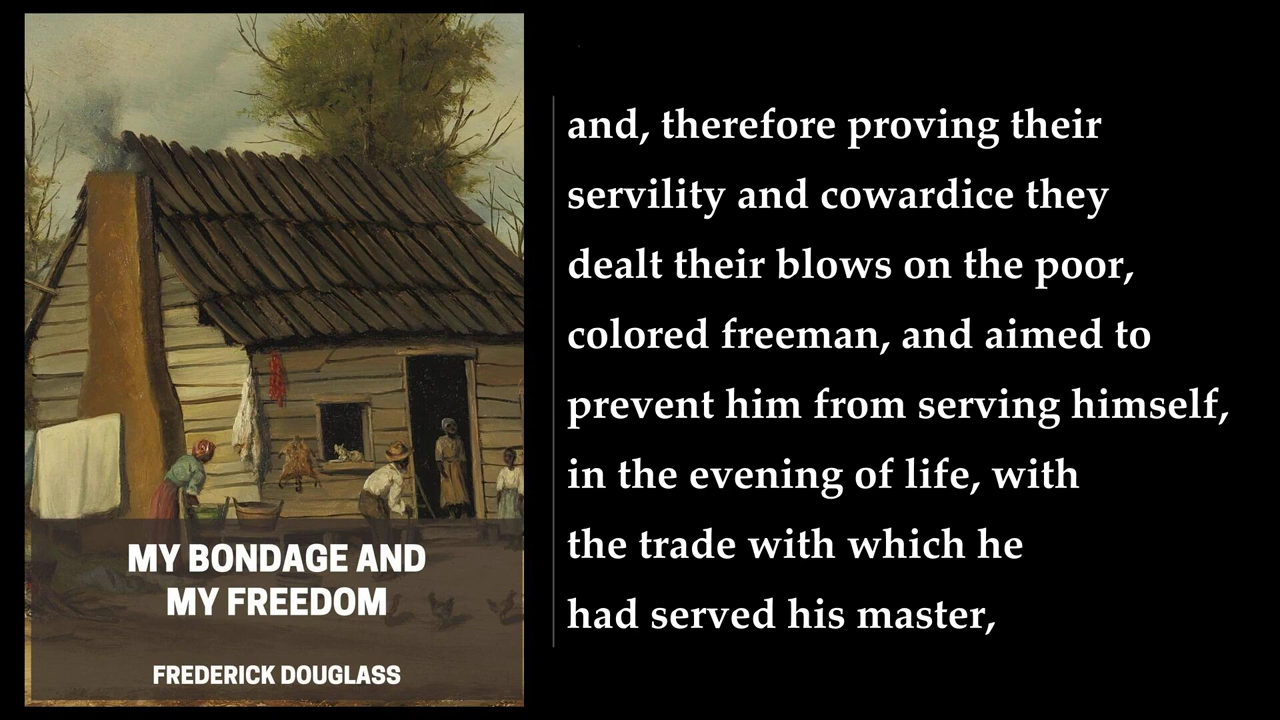 MY BONDAGE AND
MY FREEDOM
FREDERICK DOUGLASS
and, therefore proving their
servility and cowardice they
dealt their blows on the poor,
colored freeman, and aimed to
prevent him from serving himself,
in the evening of life, with
the trade with which he
had served his master,